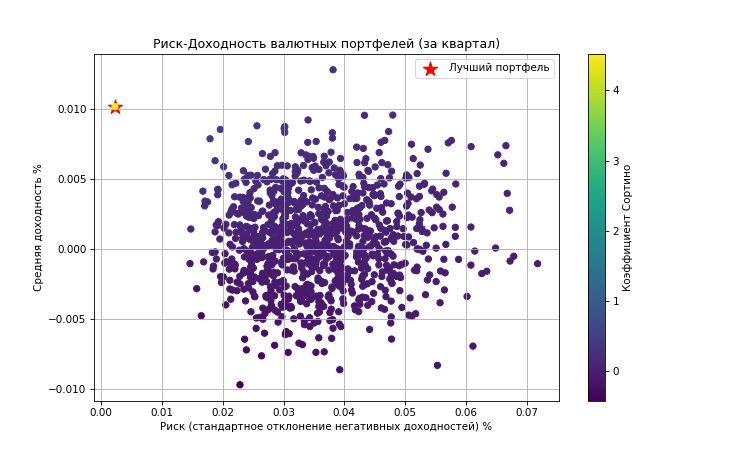 Риск-Доходность валютных портфелей (за квартал)
Лучший портфель
Средняя доходность %
0.010
0.005
0.000
−0.005
−0.010
0.00 0.01 0.02 0.03 0.04 0.05 0.06 0.07
Риск (стандартное отклонение негативных доходностей) %
4
3
2
1
0
Коэффициент Сортино